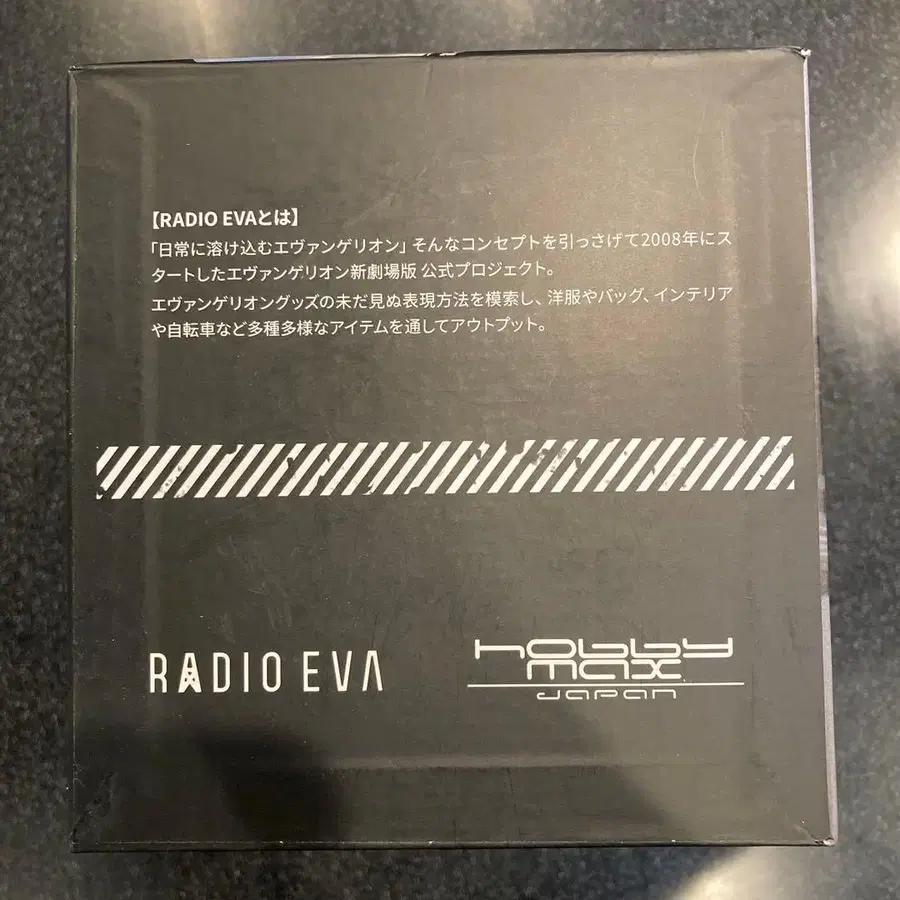 【RADIO EVAとは】
「日常に溶け込むエヴァンゲリオン」そんなコンセプトを引っさげて2008年にス
タートしたエヴァンゲリオン新劇場版 公式プロジェクト。
エヴァンゲリオングッズの未だ見ぬ表現方法を模索し、洋服やバッグ、インテリア
や自転車など多種多様なアイテムを通してアウトプット。
RADIO EVA
hobby
max
japan